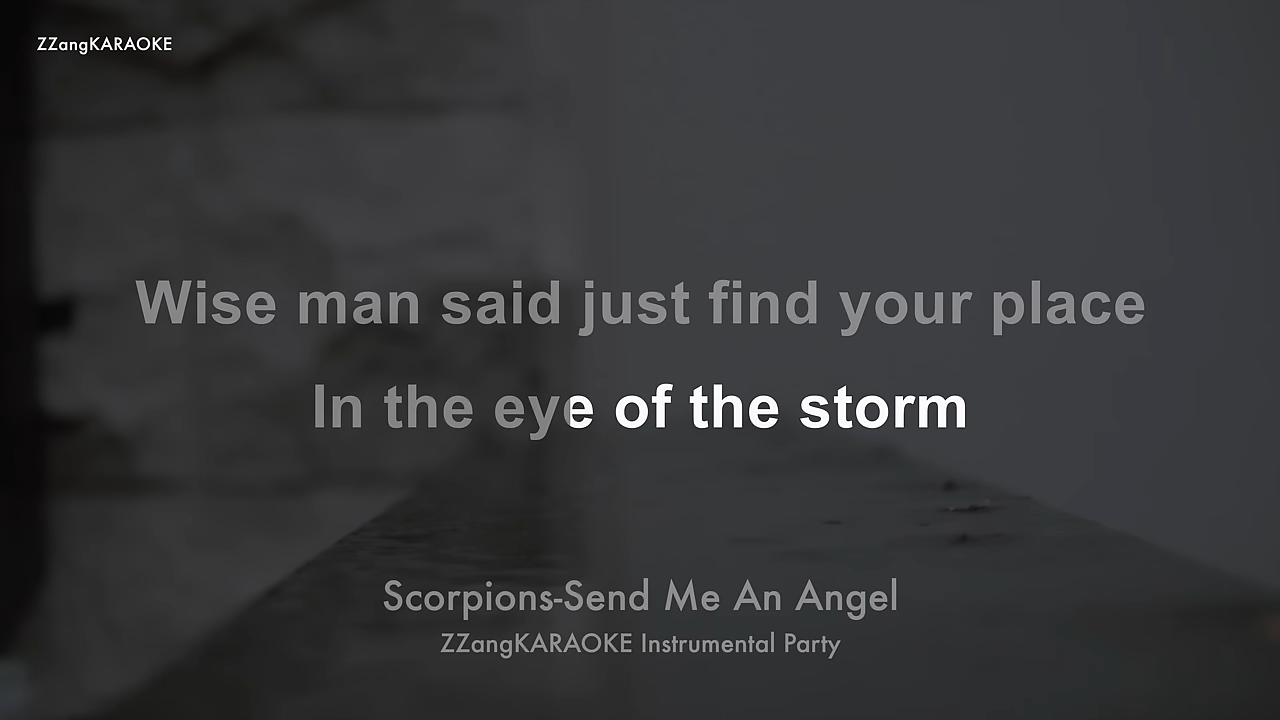 ZZangKARAOKE
Wise man said just find your place
In the eye of the storm
Scorpions-Send Me An Angel
ZZangKARAOKE Instrumental Party